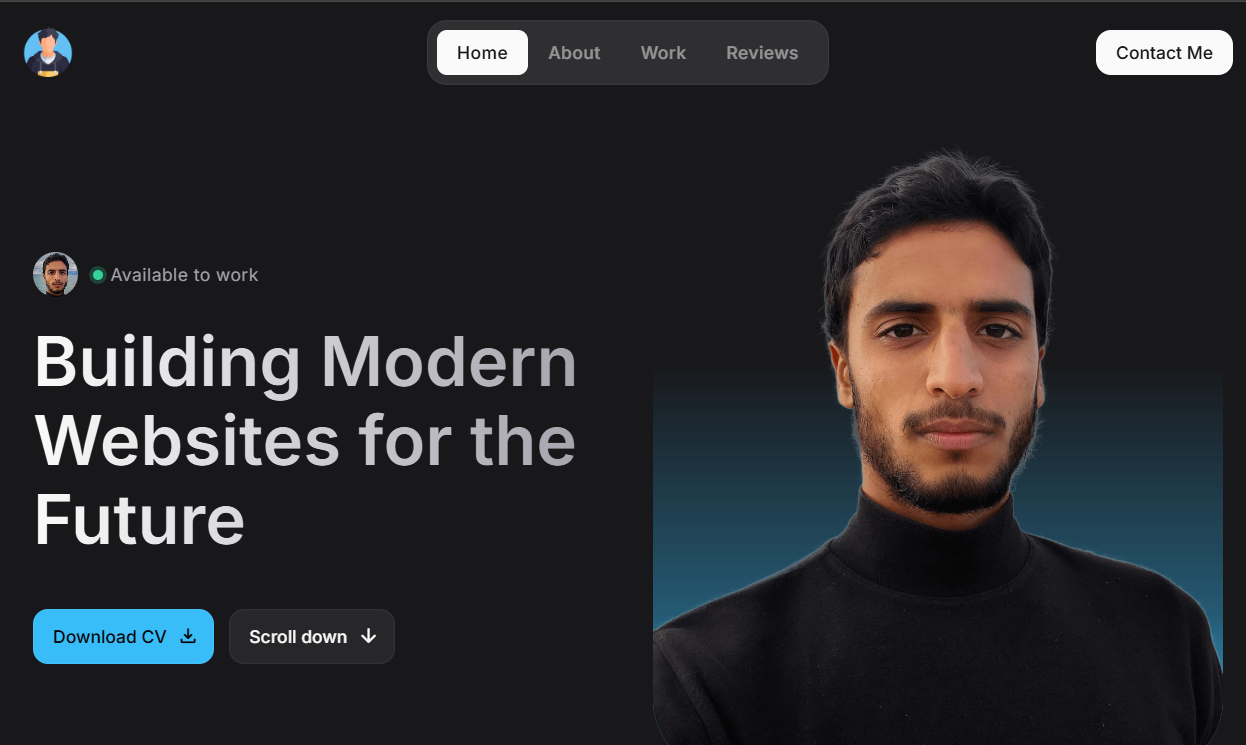 Home
About
Work
Reviews
Contact Me
Available to work
Building Modern
Websites for the
Future
Download CV
Scroll down